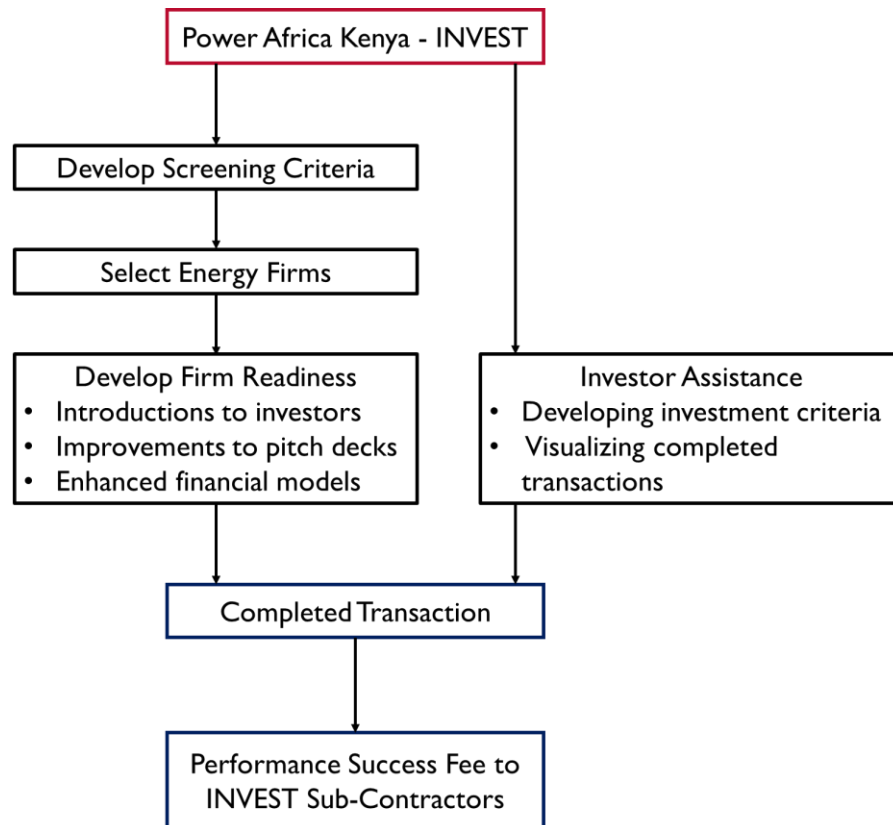 Power Africa Kenya - INVEST
Develop Screening Criteria
Select Energy Firms
Develop Firm Readiness
• Introductions to investors
• Improvements to pitch decks
• Enhanced financial models
Investor Assistance
• Developing investment criteria
• Visualizing completed
transactions
Completed Transaction
Performance Success Fee to
INVEST Sub-Contractors